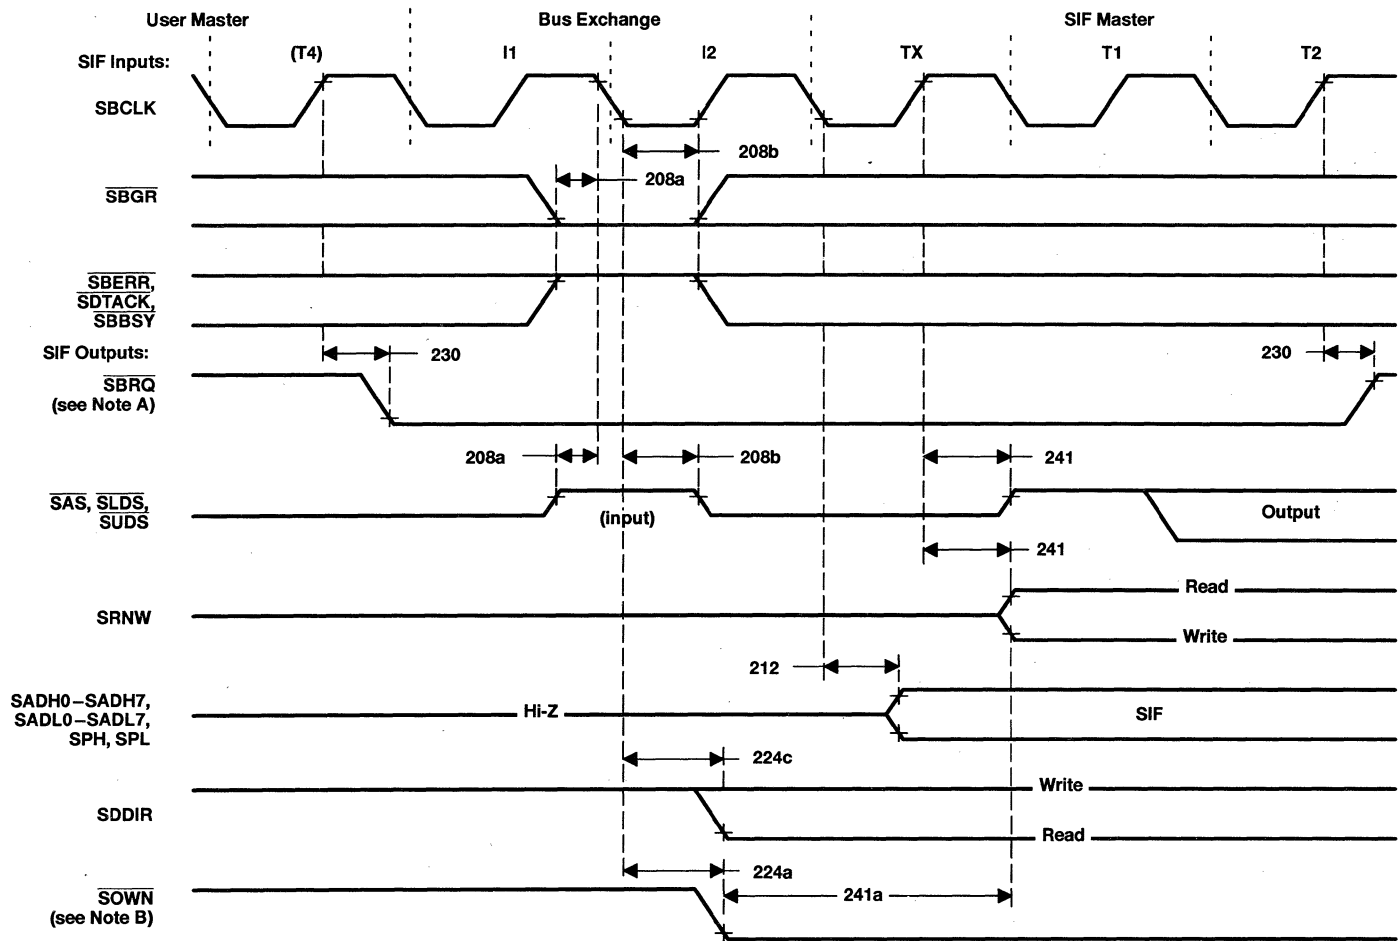 User Master Bus Exchange SIF Master
(T4) I1 I2 TX T1 T2
SIF Inputs:
SBCLK
208b
208a
SBGR
SBERR,
SDTACK,
SBBSY
SIF Outputs:
230 230
SBRQ
(see Note A)
208a 208b 241
SAS, SLDS,
SUDS
(input) Output
241
Read
SRNW
Write
212
SADH0–SADH7,
SADL0–SADL7,
SPH, SPL
Hi-Z SIF
224c
Write
SDDIR
Read
224a
241a
SOWN
(see Note B)